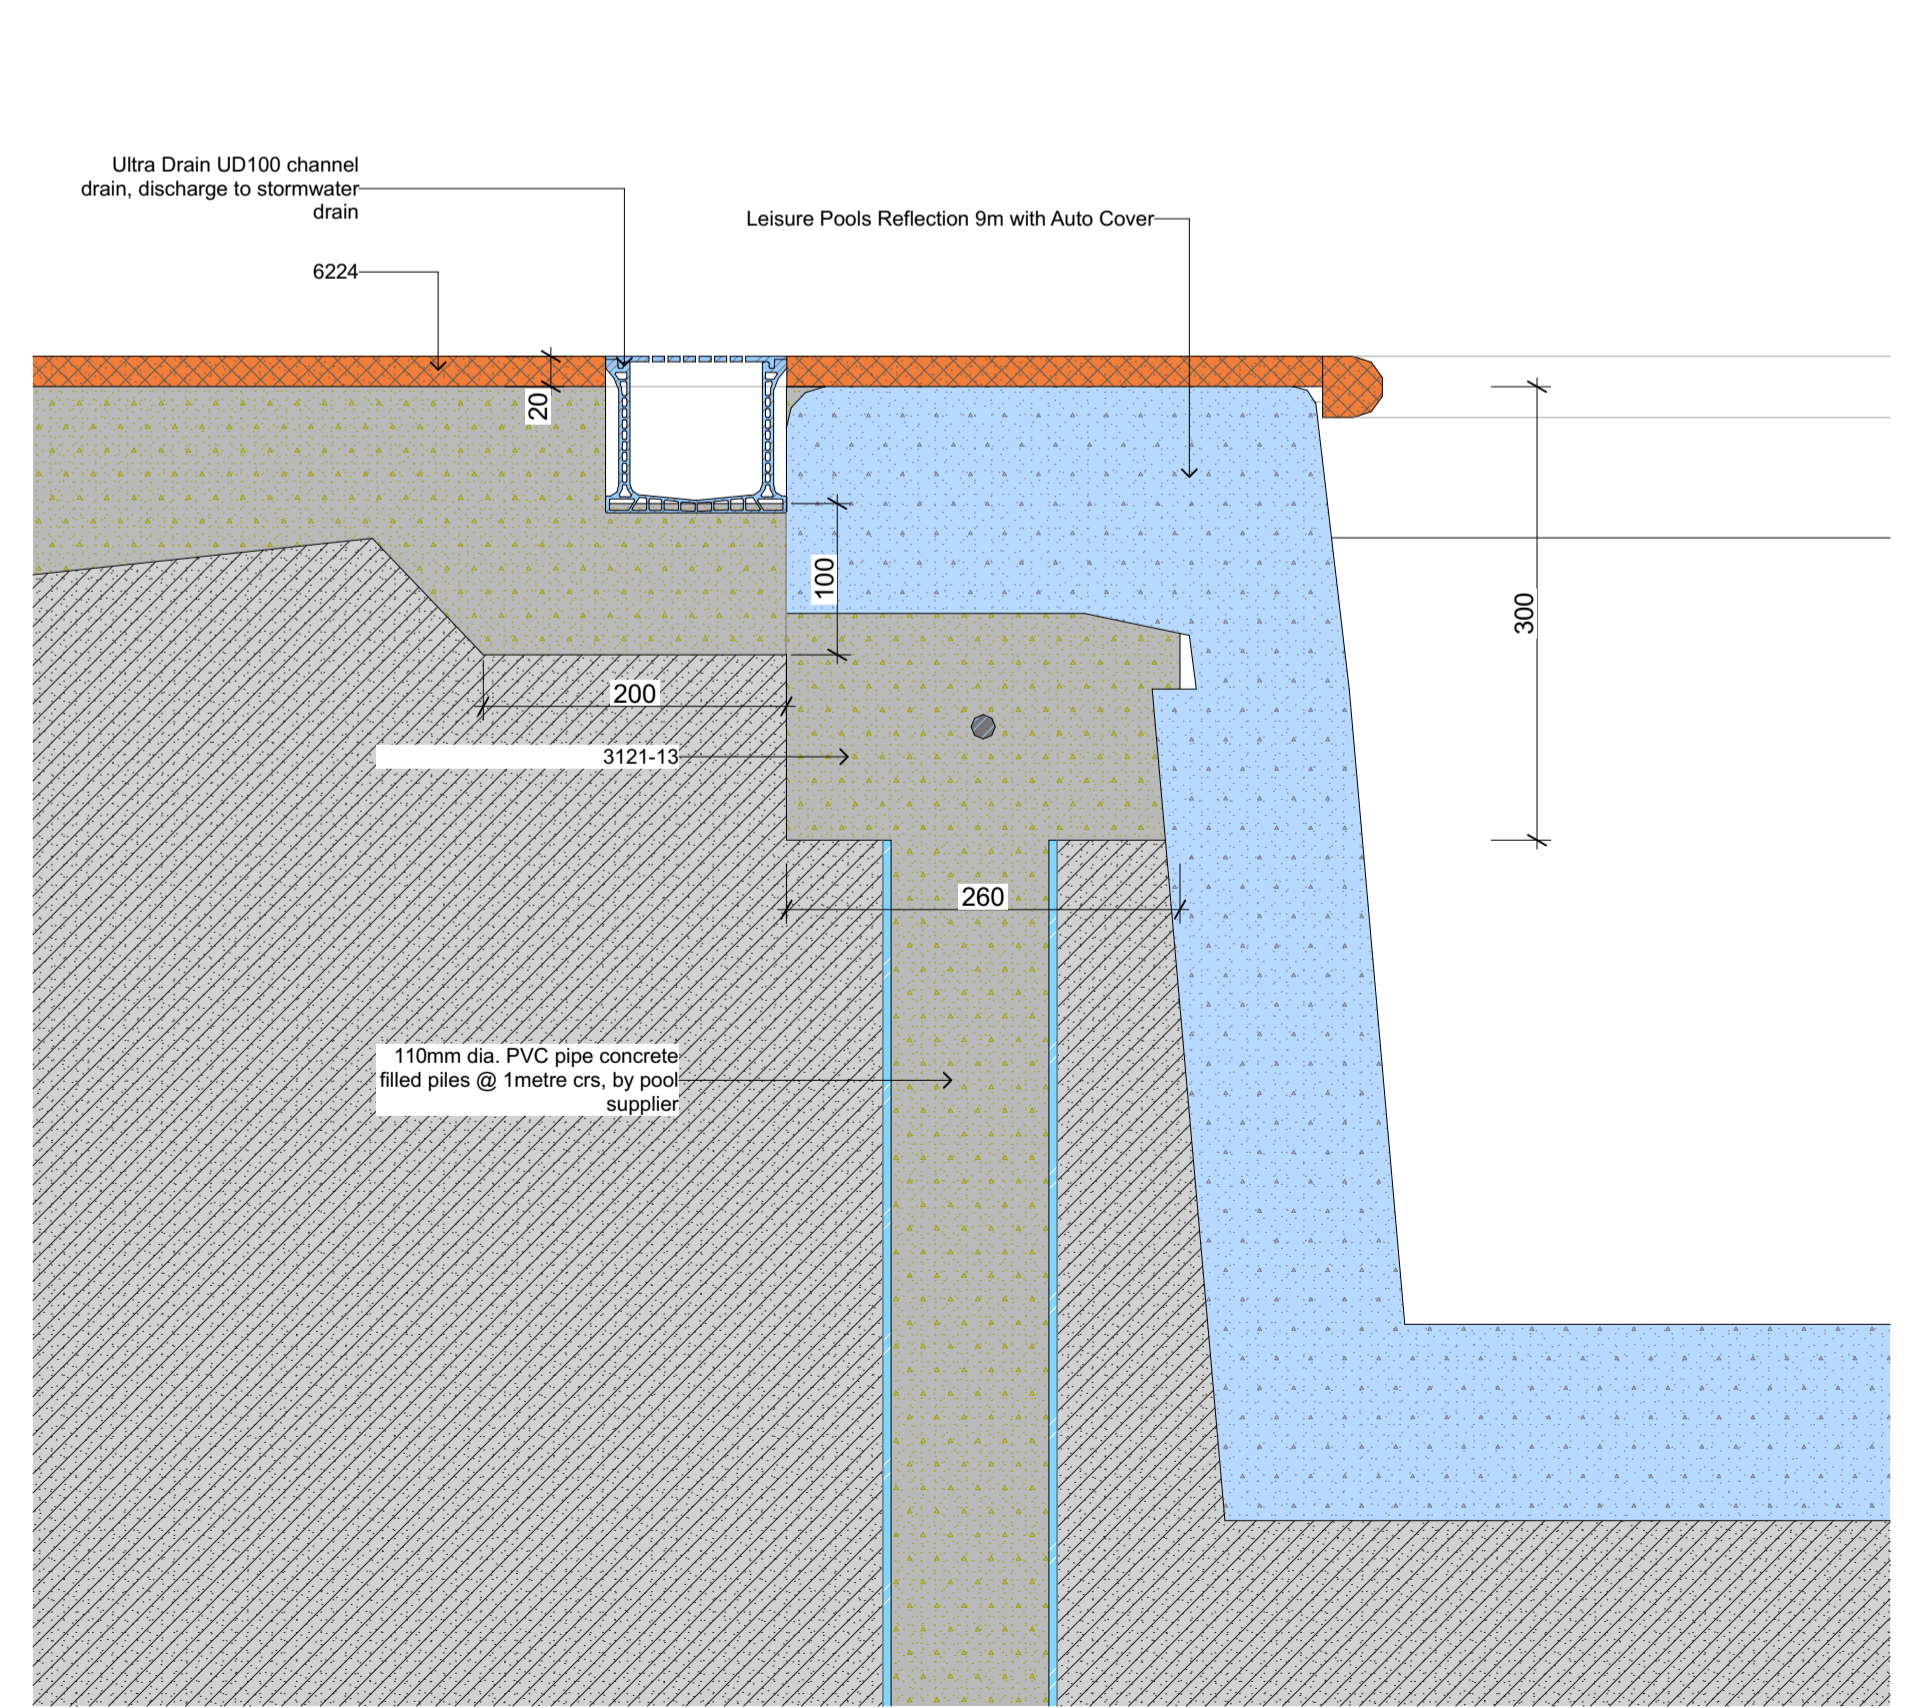 Ultra Drain UD100 channel
drain, discharge to stormwater
drain
Leisure Pools Reflection 9m with Auto Cover
6224
20
100
300
200
3121-13
260
110mm dia. PVC pipe concrete
filled piles @ 1metre crs, by pool
supplier